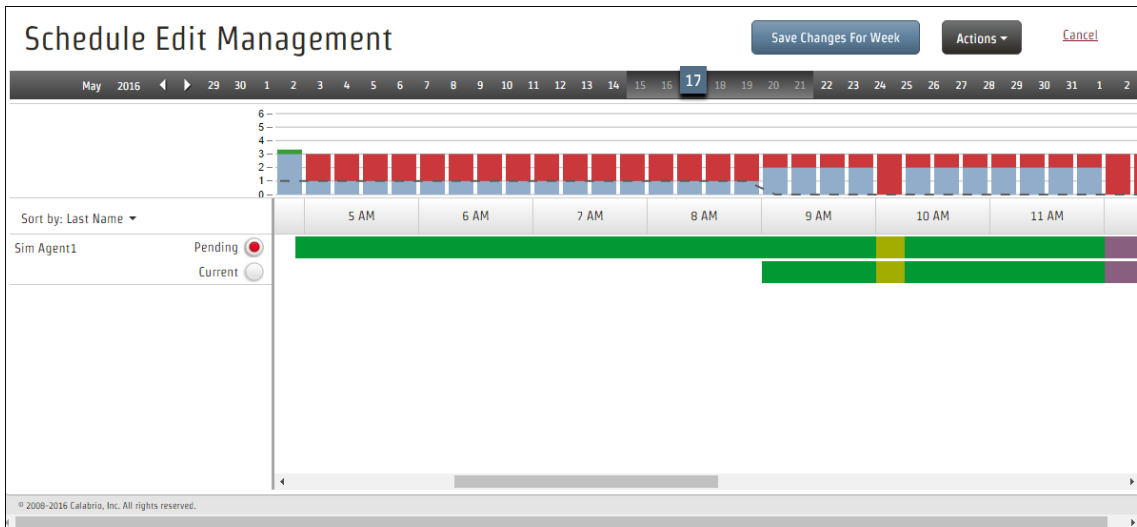 Schedule Edit Management
Save Changes For Week
Actions
Cancel
May 2016 29 30 1 2 3 4 5 6 7 8 9 10 11 12 13 14 15 16 17 18 19 20 21 22 23 24 25 26 27 28 29 30 31 1 2
6
5
4
3
2
1
0
Sort by: Last Name
5 AM 6 AM 7 AM 8 AM 9 AM 10 AM 11 AM
Sim Agent1 Pending
Current
© 2008-2016 Calabrio, Inc. All rights reserved.